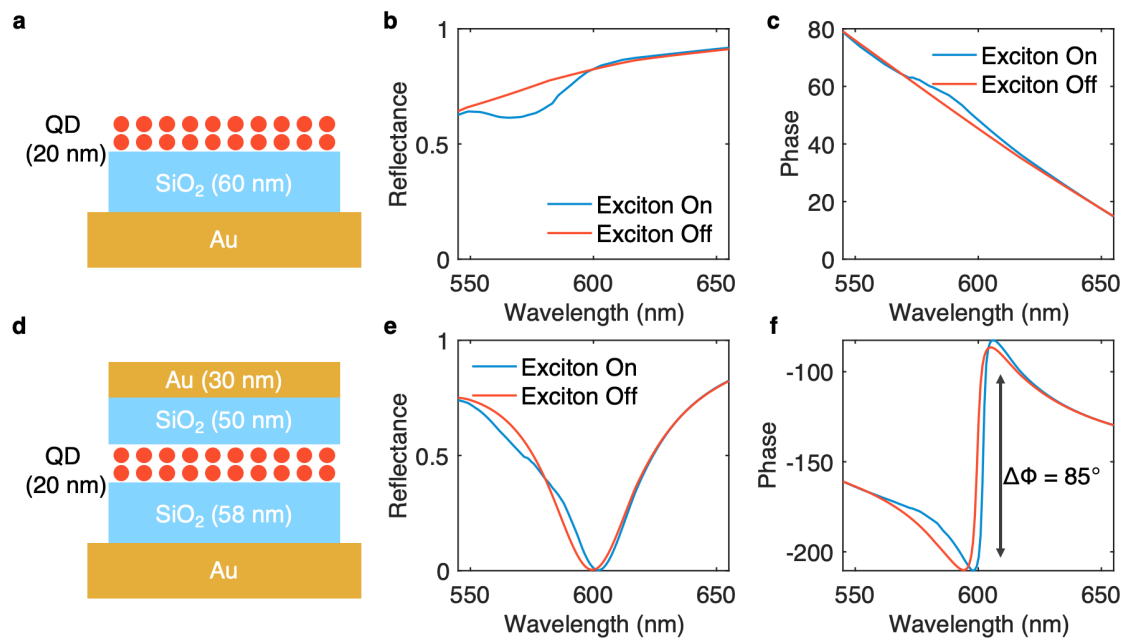 a
QD
(20 nm)
SiO₂ (60 nm)
Au
b
1
0.5
0
Reflectance
Exciton On
Exciton Off
550
600
650
Wavelength (nm)
c
80
60
40
20
0
Phase
Exciton On
Exciton Off
550
600
650
Wavelength (nm)
d
Au (30 nm)
SiO₂ (50 nm)
QD
(20 nm)
SiO₂ (58 nm)
Au
e
1
0.5
0
Reflectance
Exciton On
Exciton Off
550
600
650
Wavelength (nm)
f
-100
-150
-200
Phase
ΔΦ = 85°
550
600
650
Wavelength (nm)